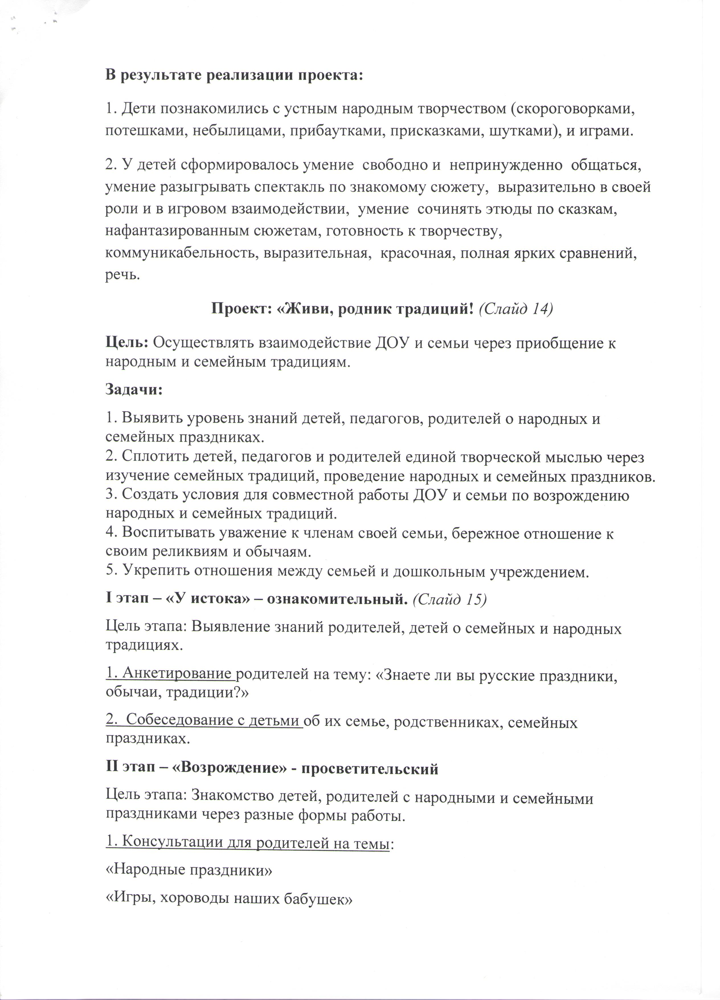 В результате реализации проекта:
1. Дети познакомились с устным народным творчеством (скороговорками,
потешками, небылицами, прибаутками, присказками, шутками), и играми.
2. У детей сформировалось умение  свободно и  непринужденно  общаться,
умение разыгрывать спектакль по знакомому сюжету,  выразительно в своей
роли и в игровом взаимодействии,  умение  сочинять этюды по сказкам,
нафантазированным сюжетам, готовность к творчеству,
коммуникабельность, выразительная,  красочная, полная ярких сравнений,
речь.
Проект: «Живи, родник традиций! (Слайд 14)
Цель: Осуществлять взаимодействие ДОУ и семьи через приобщение к
народным и семейным традициям.
Задачи:
1. Выявить уровень знаний детей, педагогов, родителей о народных и
семейных праздниках.
2. Сплотить детей, педагогов и родителей единой творческой мыслью через
изучение семейных традиций, проведение народных и семейных праздников.
3. Создать условия для совместной работы ДОУ и семьи по возрождению
народных и семейных традиций.
4. Воспитывать уважение к членам своей семьи, бережное отношение к
своим реликвиям и обычаям.
5. Укрепить отношения между семьей и дошкольным учреждением.
I этап – «У истока» – ознакомительный. (Слайд 15)
Цель этапа: Выявление знаний родителей, детей о семейных и народных
традициях.
1. Анкетирование родителей на тему: «Знаете ли вы русские праздники,
обычаи, традиции?»
2.  Собеседование с детьми об их семье, родственниках, семейных
праздниках.
II этап – «Возрождение» - просветительский
Цель этапа: Знакомство детей, родителей с народными и семейными
праздниками через разные формы работы.
1. Консультации для родителей на темы:
«Народные праздники»
«Игры, хороводы наших бабушек»